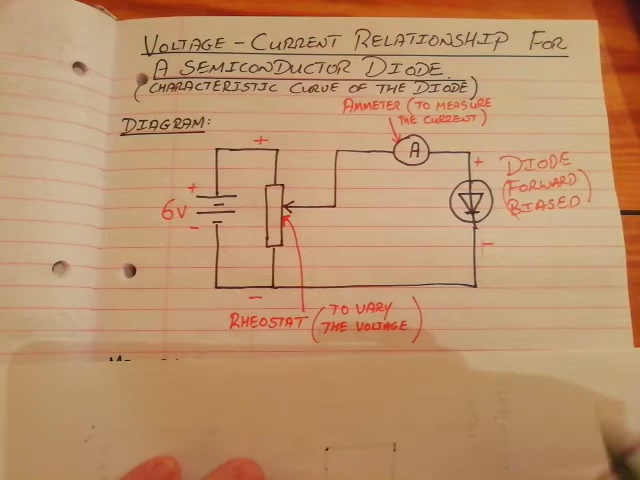 VOLTAGE - CURRENT RELATIONSHIP FOR
A SEMICONDUCTOR DIODE.
(CHARACTERISTIC CURVE OF THE DIODE)
AMMETER (TO MEASURE
THE CURRENT)
DIAGRAM:
+
A
+
DIODE
(FORWARD
BIASED)
+
6V
-
-
-
RHEOSTAT (TO VARY
THE VOLTAGE)